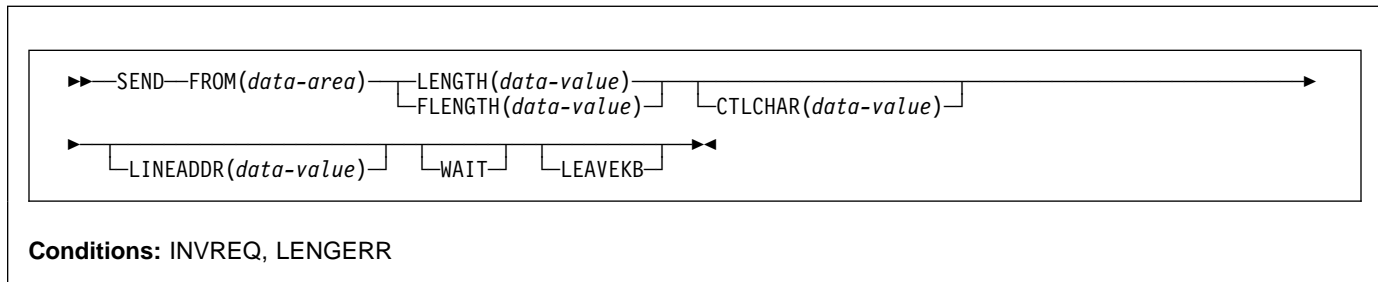 ►►──SEND──FROM(data-area)──┬─LENGTH(data-value)──┬──┬───────────────────┬──►
└─FLENGTH(data-value)─┘ └─CTLCHAR(data-value)─┘
►──┬──────────────────────┬──┬──────┬──┬─────────┬──►◄
└─LINEADDR(data-value)─┘ └─WAIT─┘ └─LEAVEKB─┘
Conditions: INVREQ, LENGERR